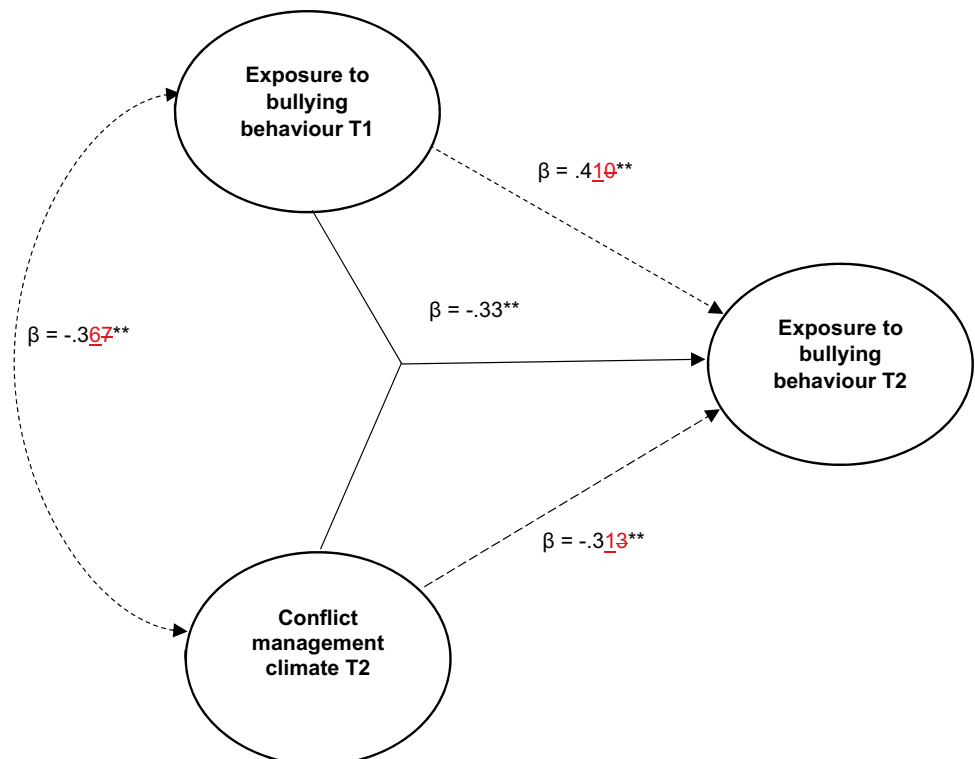 Exposure to
bullying
behaviour T1
β = .410**
β = -.33**
β = -.367**
Exposure to
bullying
behaviour T2
β = -.313**
Conflict
management
climate T2